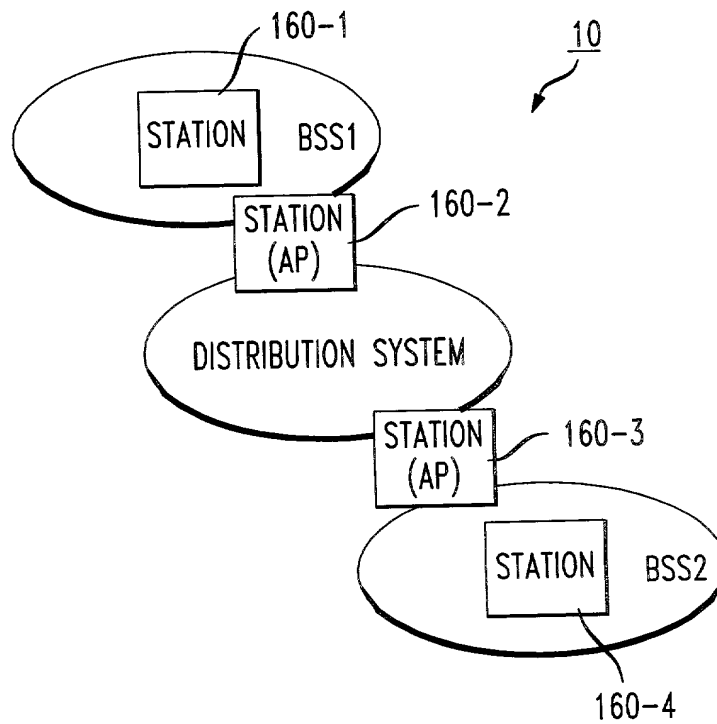 160-1
10
STATION BSS1
STATION
(AP)
160-2
DISTRIBUTION SYSTEM
STATION
(AP)
160-3
STATION BSS2
160-4